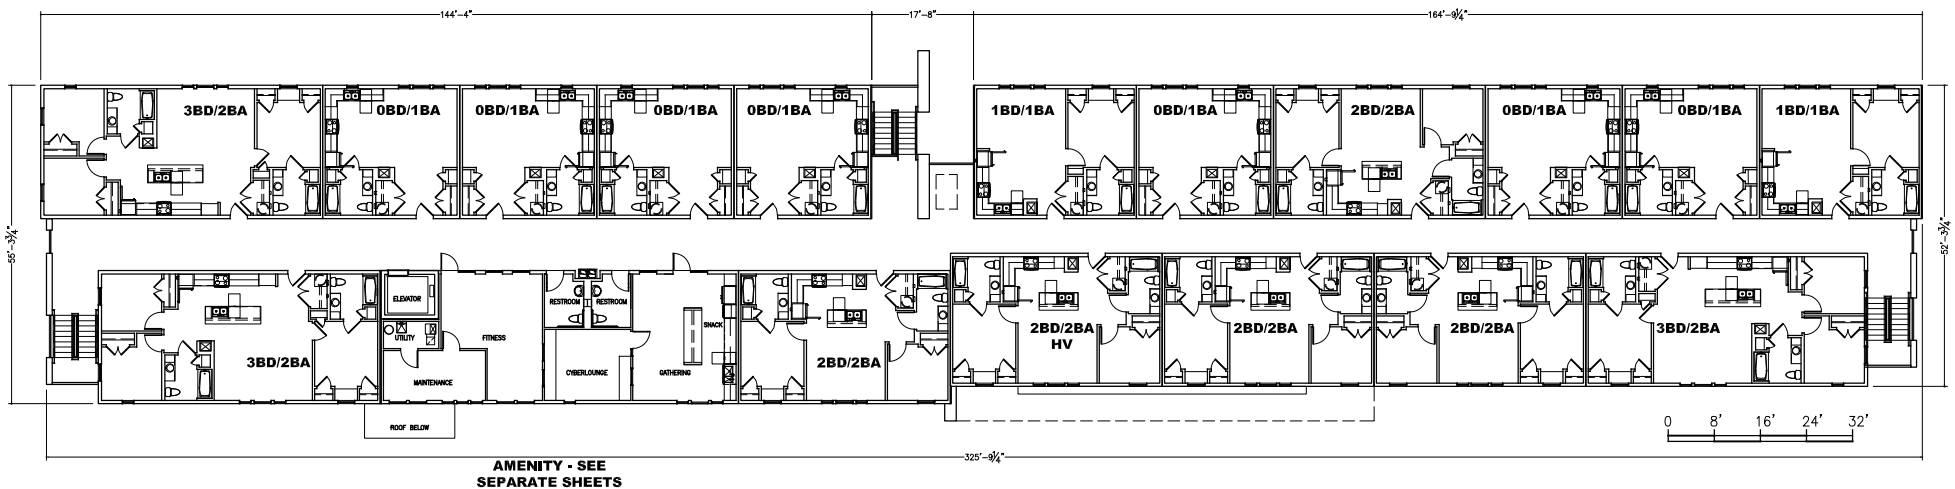 144'-4"
17'-8"
164'-9¼"
3BD/2BA
0BD/1BA
0BD/1BA
0BD/1BA
0BD/1BA
1BD/1BA
0BD/1BA
2BD/2BA
0BD/1BA
0BD/1BA
1BD/1BA
55'-3¾"
52'-3¾"
ELEVATOR
RESTROOM
RESTROOM
SNACK
UTILITY
FITNESS
2BD/2BA
HV
2BD/2BA
2BD/2BA
3BD/2BA
3BD/2BA
MAINTENANCE
CYBERLOUNGE
GATHERING
2BD/2BA
ROOF BELOW
0 8' 16' 24' 32'
325'-9¼"
AMENITY - SEE
SEPARATE SHEETS